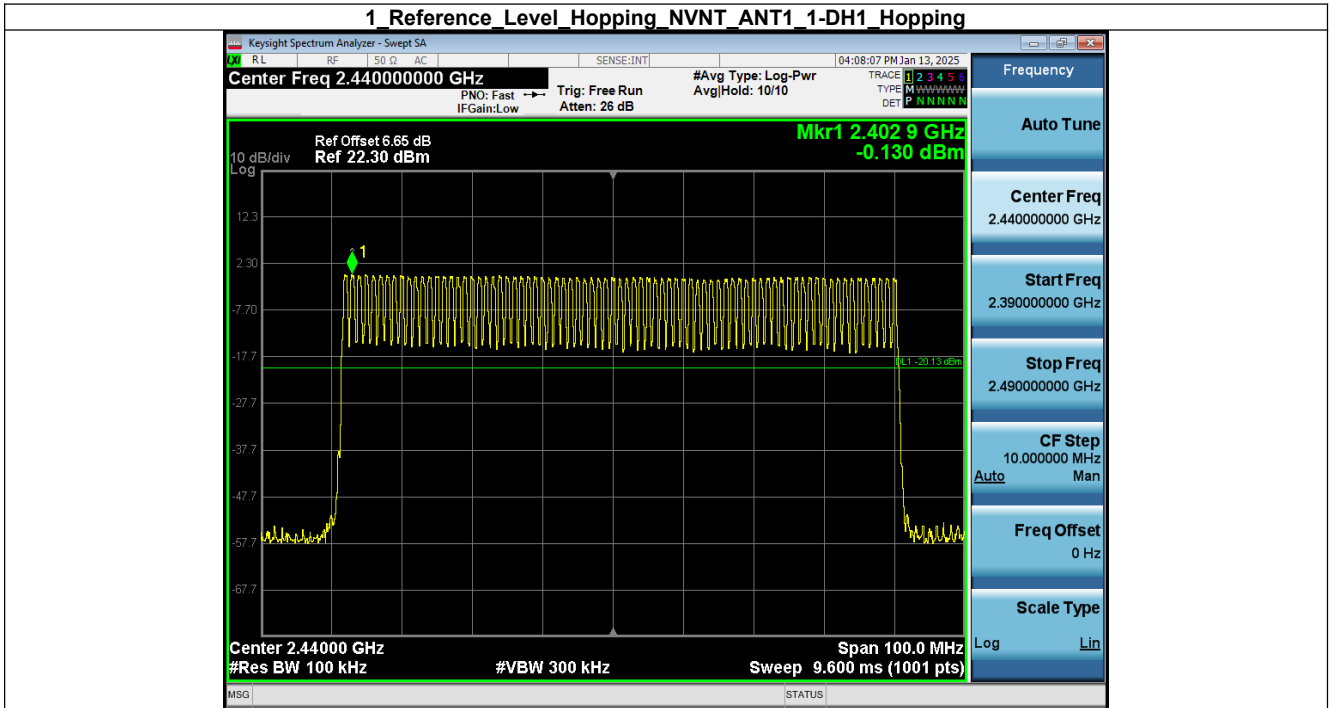 1_Reference_Level_Hopping_NVNT_ANT1_1-DH1_Hopping
Keysight Spectrum Analyzer - Swept SA
LXI RL RF 50 Ω AC SENSE:INT 04:08:07 PM Jan 13, 2025
Center Freq 2.440000000 GHz
PNO: Fast
IFGain:Low
Trig: Free Run
Atten: 26 dB
#Avg Type: Log-Pwr
Avg|Hold: 10/10
TRACE 1 2 3 4 5 6
TYPE M WWWWW
DET P N N N N N
Ref Offset 6.65 dB
10 dB/div Ref 22.30 dBm
Log
Mkr1 2.402 9 GHz
-0.130 dBm
1
12.3
2.30
-7.70
-17.7
DL1 -20.13 dBm
-27.7
-37.7
-47.7
-57.7
-67.7
Center 2.44000 GHz
Span 100.0 MHz
#Res BW 100 kHz
#VBW 300 kHz
Sweep 9.600 ms (1001 pts)
MSG
STATUS
Frequency
Auto Tune
Center Freq
2.440000000 GHz
Start Freq
2.390000000 GHz
Stop Freq
2.490000000 GHz
CF Step
10.000000 MHz
Auto Man
Freq Offset
0 Hz
Scale Type
Log Lin